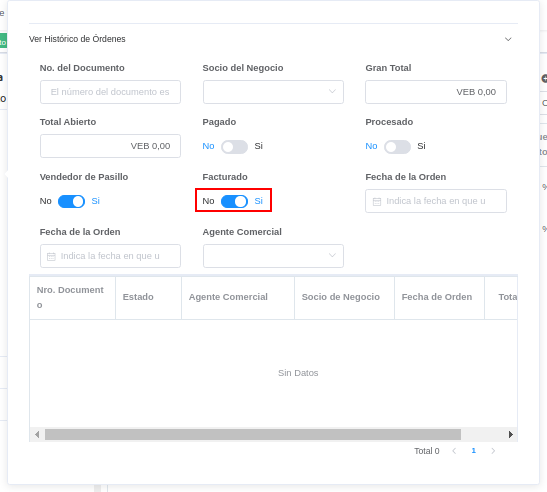 Ver Histórico de Órdenes
No. del Documento
Socio del Negocio
Gran Total
El número del documento es
VEB 0,00
Total Abierto
Pagado
Procesado
VEB 0,00
No Si
No Si
Vendedor de Pasillo
Facturado
Fecha de la Orden
No Si
No Si
Indica la fecha en que u
Fecha de la Orden
Agente Comercial
Indica la fecha en que u
Nro. Document
o
Estado
Agente Comercial
Socio de Negocio
Fecha de Orden
Tota
Sin Datos
Total 0
1